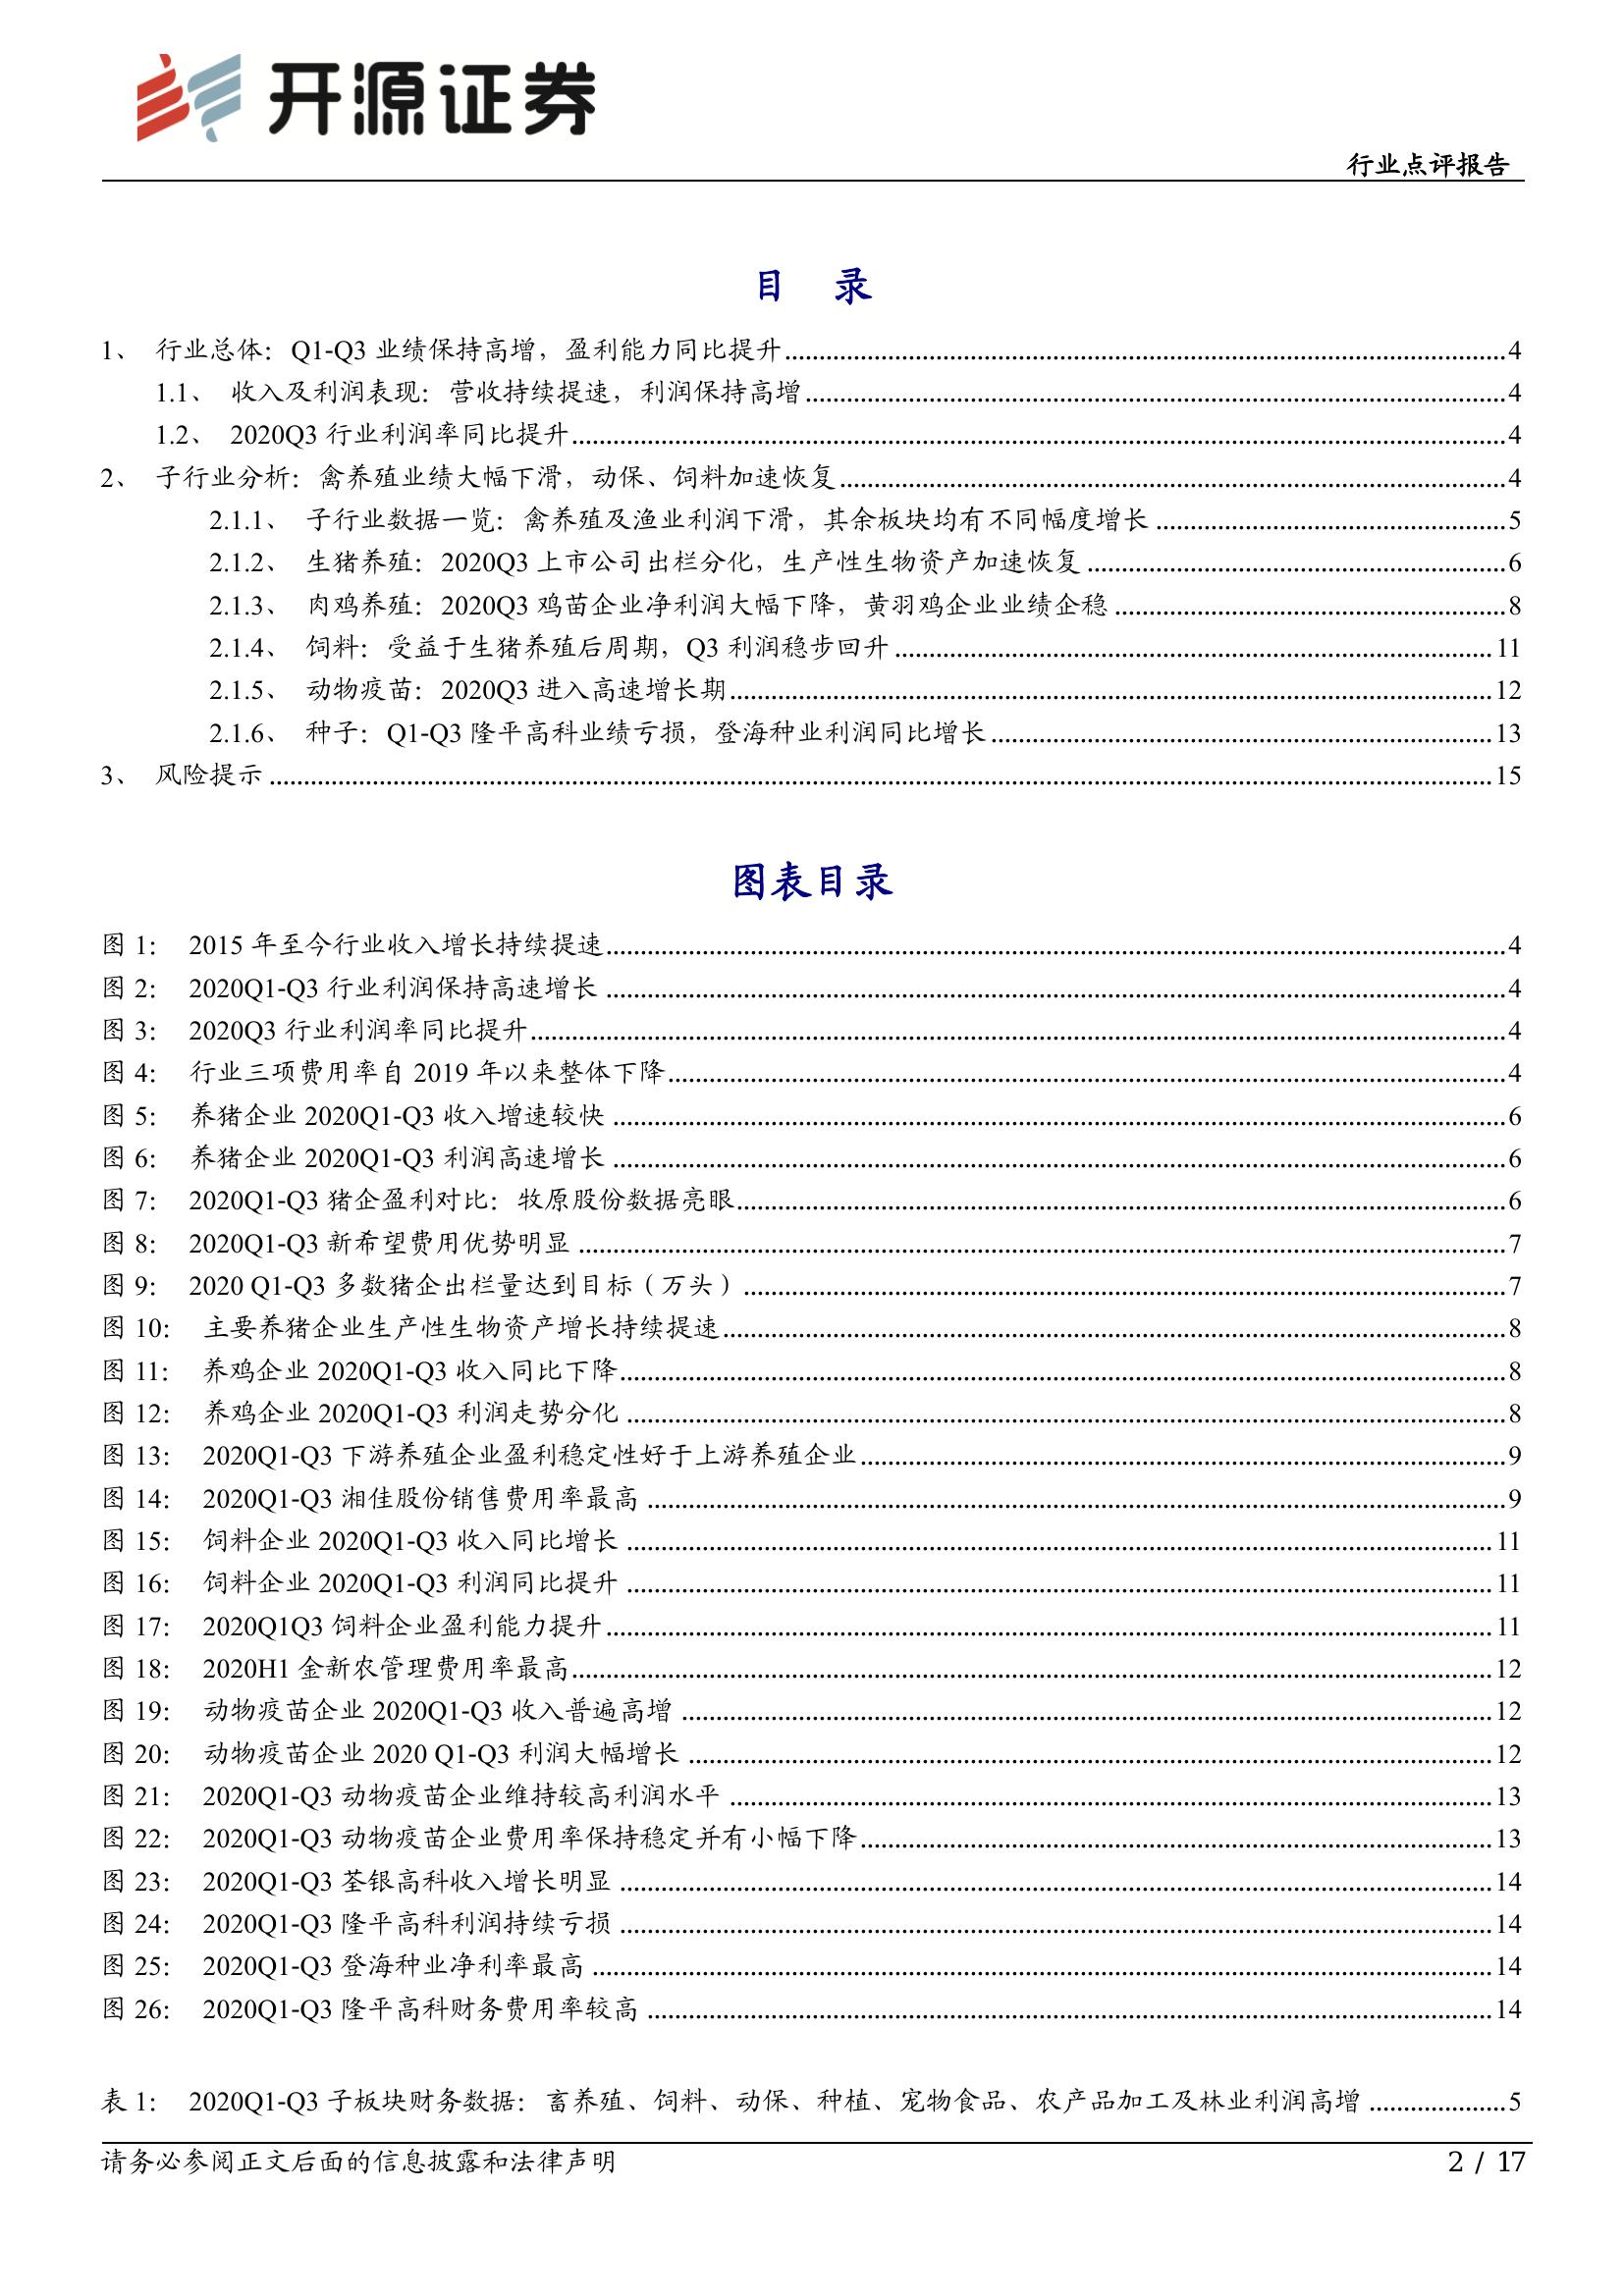 开源证券
行业点评报告
目 录
1、 行业总体：Q1-Q3 业绩保持高增，盈利能力同比提升 4
1.1、 收入及利润表现：营收持续提速，利润保持高增 4
1.2、 2020Q3 行业利润率同比提升 4
2、 子行业分析：禽养殖业绩大幅下滑，动保、饲料加速恢复 4
2.1.1、 子行业数据一览：禽养殖及渔业利润下滑，其余板块均有不同幅度增长 5
2.1.2、 生猪养殖：2020Q3 上市公司出栏分化，生产性生物资产加速恢复 6
2.1.3、 肉鸡养殖：2020Q3 鸡苗企业净利润大幅下降，黄羽鸡企业业绩企稳 8
2.1.4、 饲料：受益于生猪养殖后周期，Q3 利润稳步回升 11
2.1.5、 动物疫苗：2020Q3 进入高速增长期 12
2.1.6、 种子：Q1-Q3 隆平高科业绩亏损，登海种业利润同比增长 13
3、 风险提示 15
图表目录
图 1： 2015 年至今行业收入增长持续提速 4
图 2： 2020Q1-Q3 行业利润保持高速增长 4
图 3： 2020Q3 行业利润率同比提升 4
图 4： 行业三项费用率自 2019 年以来整体下降 4
图 5： 养猪企业 2020Q1-Q3 收入增速较快 6
图 6： 养猪企业 2020Q1-Q3 利润高速增长 6
图 7： 2020Q1-Q3 猪企盈利对比：牧原股份数据亮眼 6
图 8： 2020Q1-Q3 新希望费用优势明显 7
图 9： 2020 Q1-Q3 多数猪企出栏量达到目标（万头） 7
图 10： 主要养猪企业生产性生物资产增长持续提速 8
图 11： 养鸡企业 2020Q1-Q3 收入同比下降 8
图 12： 养鸡企业 2020Q1-Q3 利润走势分化 8
图 13： 2020Q1-Q3 下游养殖企业盈利稳定性好于上游养殖企业 9
图 14： 2020Q1-Q3 湘佳股份销售费用率最高 9
图 15： 饲料企业 2020Q1-Q3 收入同比增长 11
图 16： 饲料企业 2020Q1-Q3 利润同比提升 11
图 17： 2020Q1Q3 饲料企业盈利能力提升 11
图 18： 2020H1 金新农管理费用率最高 12
图 19： 动物疫苗企业 2020Q1-Q3 收入普遍高增 12
图 20： 动物疫苗企业 2020 Q1-Q3 利润大幅增长 12
图 21： 2020Q1-Q3 动物疫苗企业维持较高利润水平 13
图 22： 2020Q1-Q3 动物疫苗企业费用率保持稳定并有小幅下降 13
图 23： 2020Q1-Q3 荃银高科收入增长明显 14
图 24： 2020Q1-Q3 隆平高科利润持续亏损 14
图 25： 2020Q1-Q3 登海种业净利率最高 14
图 26： 2020Q1-Q3 隆平高科财务费用率较高 14
表 1： 2020Q1-Q3 子板块财务数据：畜养殖、饲料、动保、种植、宠物食品、农产品加工及林业利润高增 5
请务必参阅正文后面的信息披露和法律声明 2 / 17